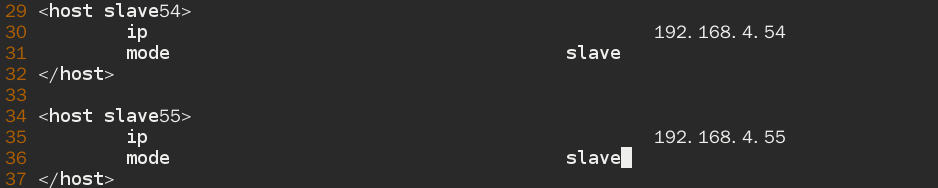 29 <host slave54>
30 ip 192.168.4.54
31 mode slave
32 </host>
33
34 <host slave55>
35 ip 192.168.4.55
36 mode slave
37 </host>